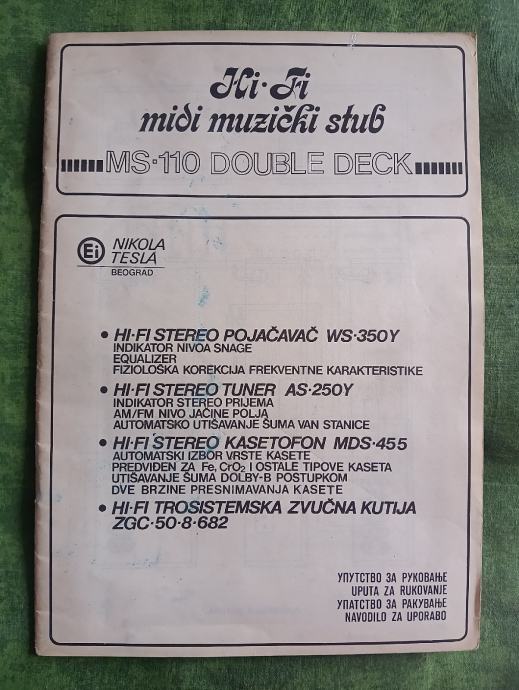 Hi·Fi
midi muzički stub
MS·110 DOUBLE DECK
Ei NIKOLA
TESLA
BEOGRAD
• HI·FI STEREO POJAČAVAČ WS·350Y
INDIKATOR NIVOA SNAGE
EQUALIZER
FIZIOLOŠKA KOREKCIJA FREKVENTNE KARAKTERISTIKE
• HI·FI STEREO TUNER AS·250Y
INDIKATOR STEREO PRIJEMA
AM/FM NIVO JAČINE POLJA
AUTOMATSKO UTIŠAVANJE ŠUMA VAN STANICE
• HI·FI STEREO KASETOFON MDS·455
AUTOMATSKI IZBOR VRSTE KASETE
PREDVIĐEN ZA Fe, CrO₂ I OSTALE TIPOVE KASETA
UTIŠAVANJE ŠUMA DOLBY-B POSTUPKOM
DVE BRZINE PRESNIMAVANJA KASETE
• HI·FI TROSISTEMSKA ZVUČNA KUTIJA
ZGC·50·8·682
УПУТСТВО ЗА РУКОВАЊЕ
UPUTA ZA RUKOVANJE
УПАТСТВО ЗА РАКУВАЊЕ
NAVODILO ZA UPORABO